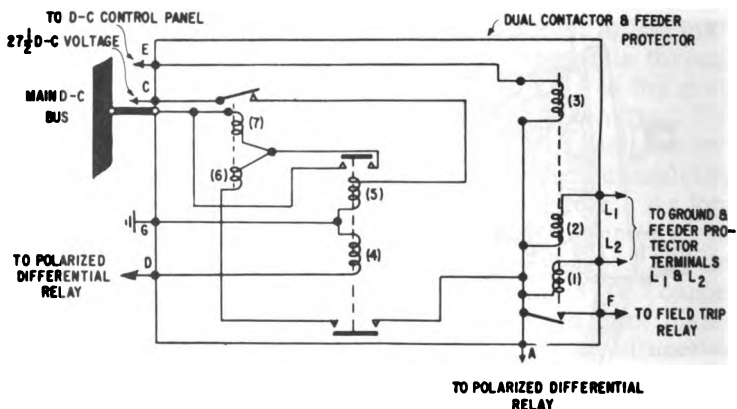 TO D-C CONTROL PANEL
DUAL CONTACTOR & FEEDER
PROTECTOR
27½ D-C VOLTAGE
E
C
MAIN D-C
BUS
(7)
(3)
(6)
(5)
G
(4)
(2)
L1
L2
TO GROUND &
FEEDER PRO-
TECTOR
TERMINALS
L1 & L2
D
TO POLARIZED
DIFFERENTIAL
RELAY
(1)
F
TO FIELD TRIP
RELAY
A
TO POLARIZED DIFFERENTIAL
RELAY